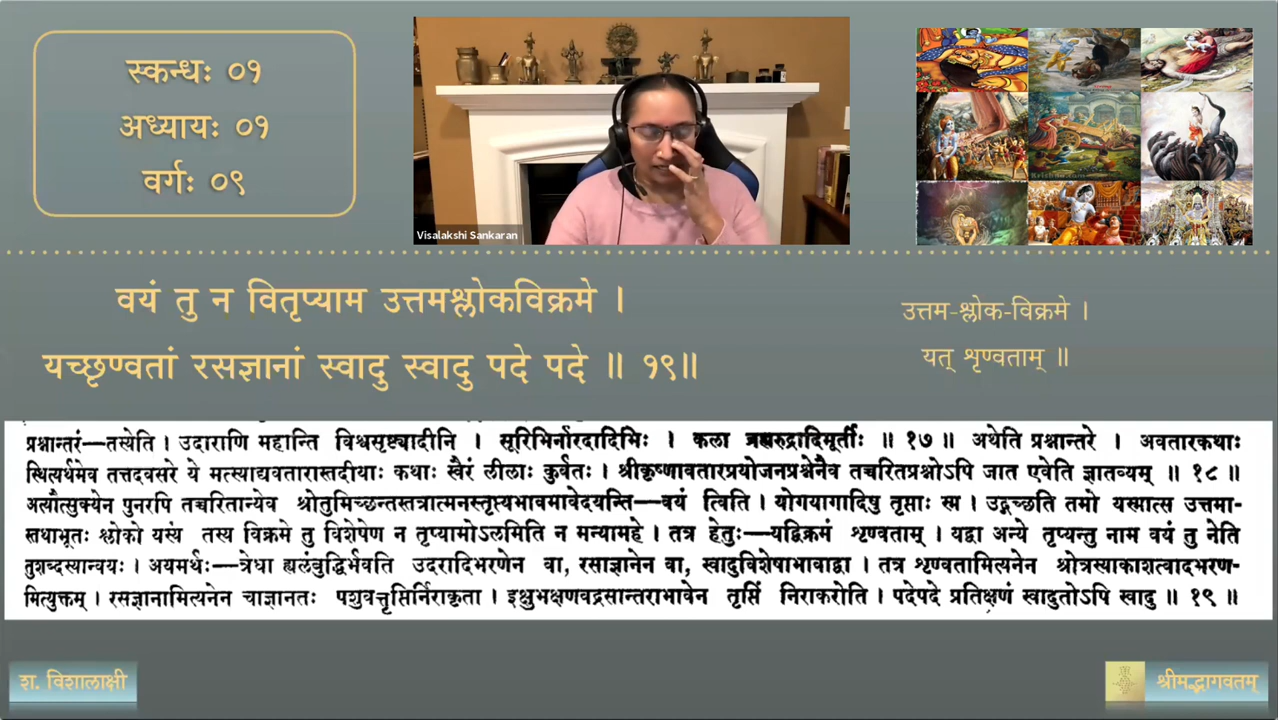 स्कन्धः ०१
अध्यायः ०१
वर्गः ०९
Visalakshi Sankaran
वयं तु न वितृप्याम उत्तमश्लोकविक्रमे ।
यच्छृण्वतां रसज्ञानां स्वादु स्वादु पदे पदे ॥ १९॥
उत्तम-श्लोक-विक्रमे ।
यत् शृण्वताम् ॥
प्रश्नान्तरं—तस्येति । उदाराणि महान्ति विश्वसृष्ट्यादीनि । सूरिभिर्नारदादिभिः । कला ब्रह्मरुद्रादिमूर्तीः ॥ १७ ॥ अथेति प्रश्नान्तरे । अवतारकथाः
स्थित्यर्थमेव तत्तदवसरे ये मत्स्याद्यवतारास्तदीयाः कथाः स्वैरं लीलाः कुर्वतः । श्रीकृष्णावतारप्रयोजनप्रश्नेनैव तच्चरितप्रश्नोऽपि जात एवेति ज्ञातव्यम् ॥ १८ ॥
अत्यौत्सुक्येन पुनरपि तच्चरितान्येव श्रोतुमिच्छन्तस्तत्रात्मनस्तृप्त्यभावमावेदयन्ति—वयं त्विति । योगयागादिषु तृप्ताः स्म । उद्गच्छति तमो यस्मात्स उत्तमा-
स्तथाभूतः श्लोको यस्य तस्य विक्रमे तु विशेषेण न तृप्यामोऽलमिति न मन्यामहे । तत्र हेतुः—यद्विक्रमं शृण्वताम् । यद्वा अन्ये तृप्यन्तु नाम वयं तु नेति
तुशब्दस्यान्वयः । अयमर्थः—त्रेधा ह्यलंबुद्धिर्भवति उदरादिभरणेन वा, रसाज्ञानेन वा, स्वादुविशेषाभावाद्वा । तत्र शृण्वतामित्यनेन श्रोत्रस्याकाशत्वादभरण-
मित्युक्तम् । रसज्ञानामित्यनेन चाज्ञानतः पशुवत्तृप्तिर्निराकृता । इक्षुभक्षणवद्रसान्तराभावेन तृप्तिं निराकरोति । पदेपदे प्रतिक्षणं स्वादुतोऽपि स्वादु ॥ १९ ॥
श. विशालाक्षी
श्रीमद्भागवतम्